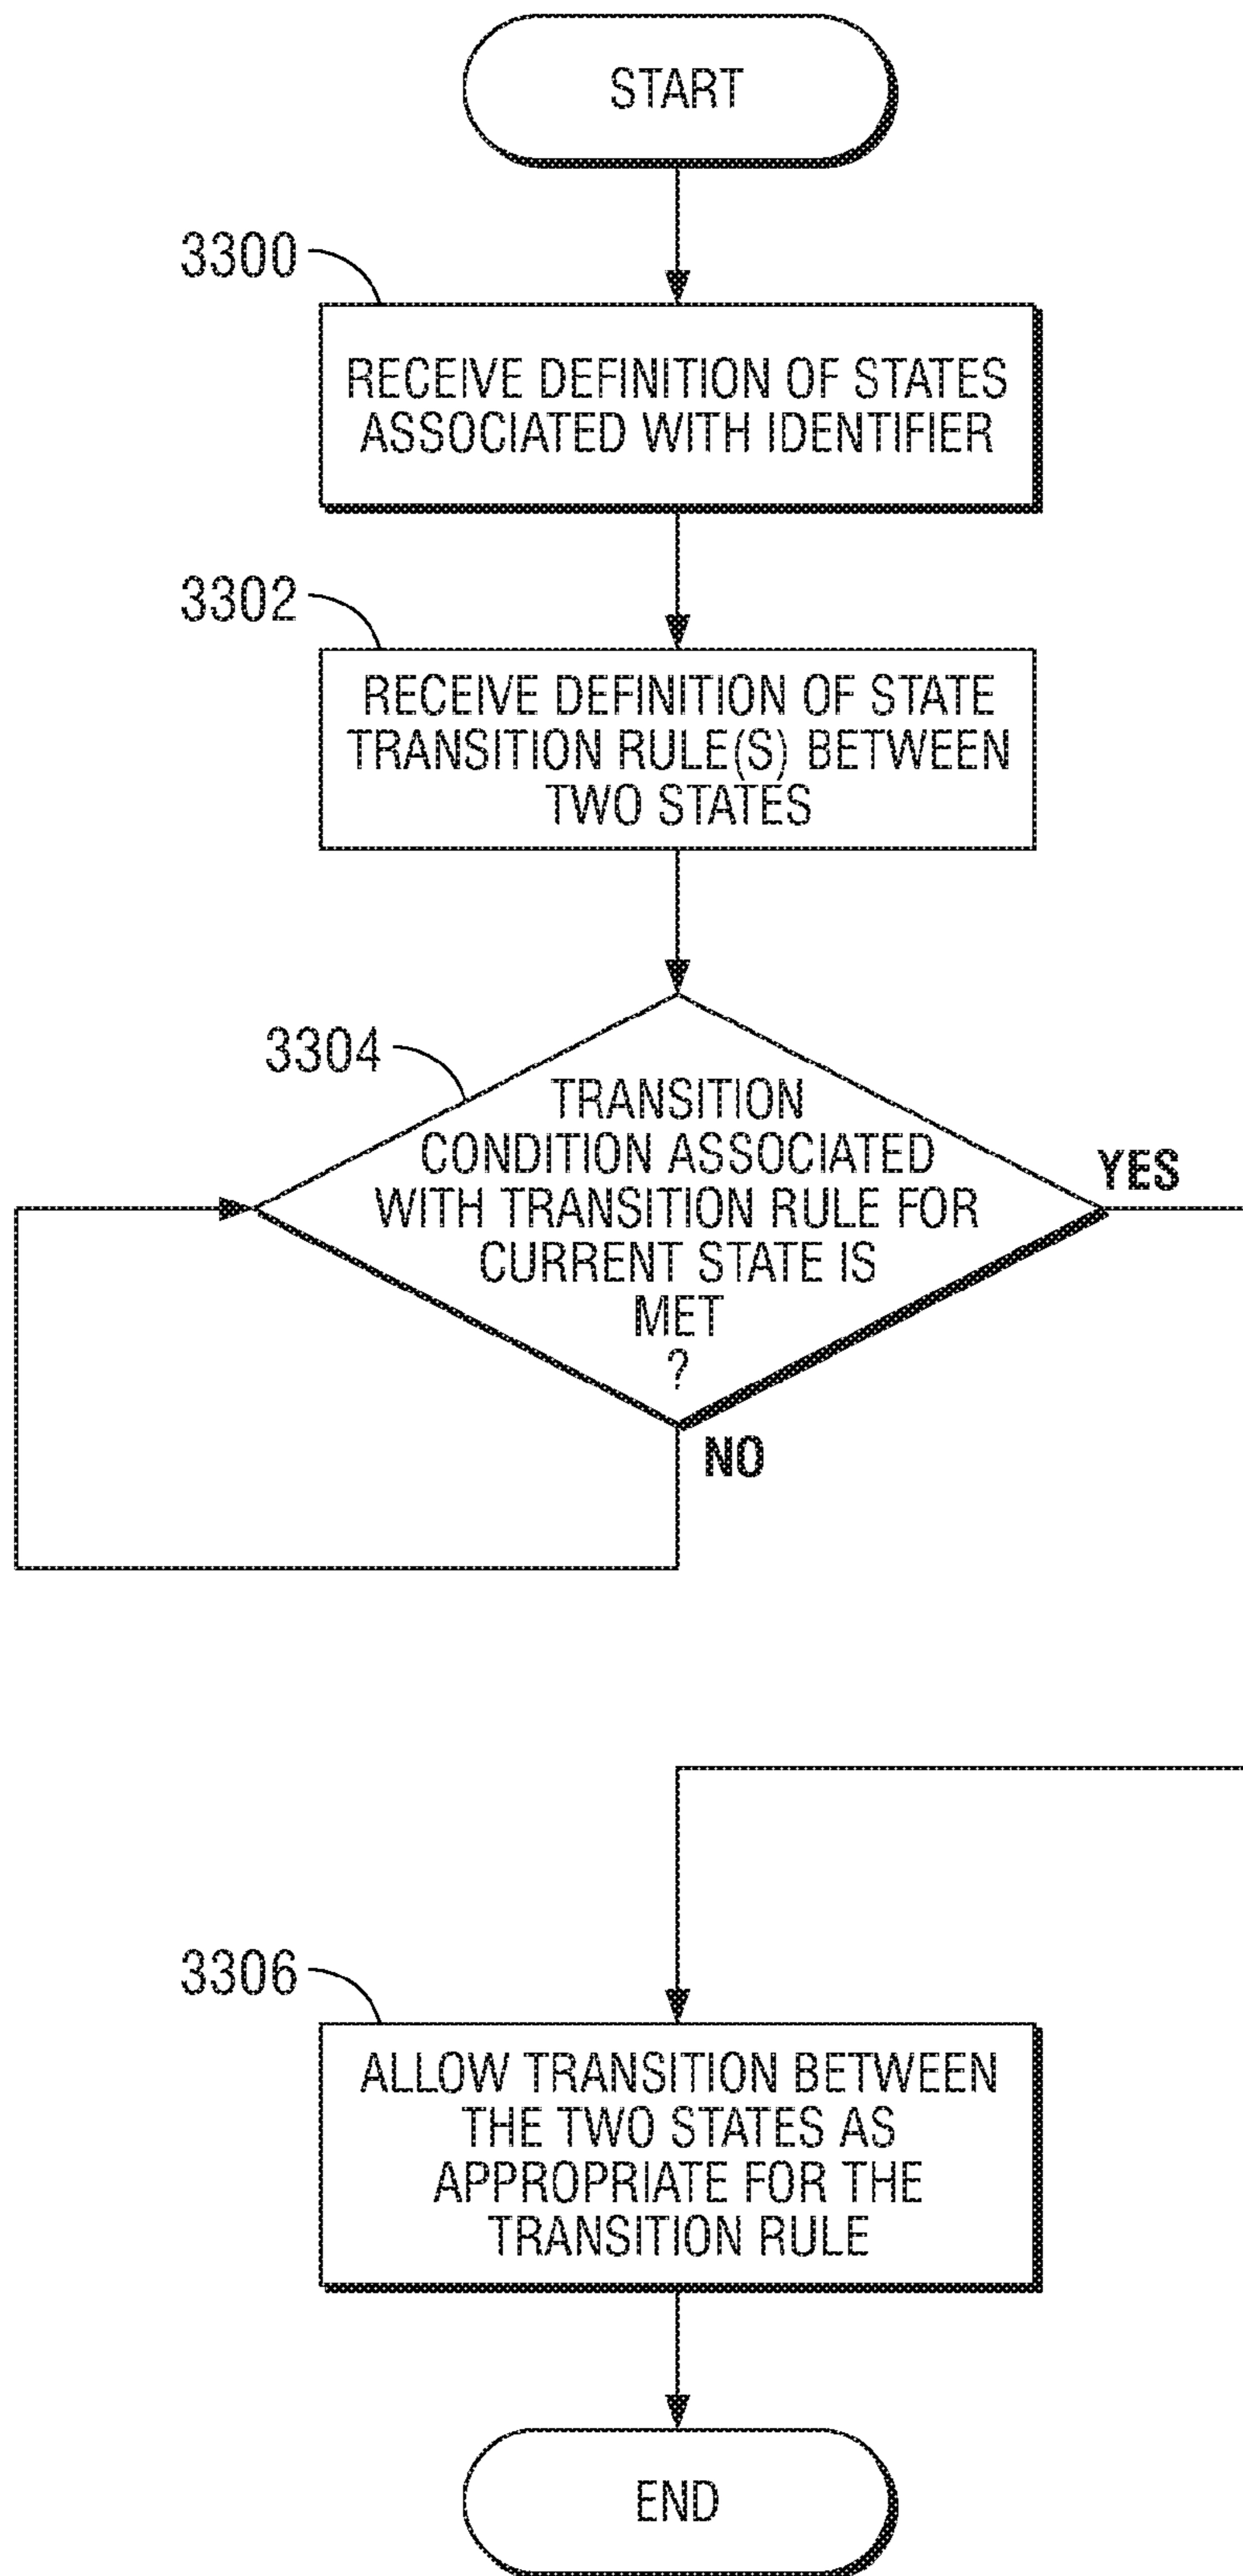 START
3300
RECEIVE DEFINITION OF STATES
ASSOCIATED WITH IDENTIFIER
3302
RECEIVE DEFINITION OF STATE
TRANSITION RULE(S) BETWEEN
TWO STATES
3304
TRANSITION
CONDITION ASSOCIATED
WITH TRANSITION RULE FOR
CURRENT STATE IS
MET
?
YES
NO
3306
ALLOW TRANSITION BETWEEN
THE TWO STATES AS
APPROPRIATE FOR THE
TRANSITION RULE
END